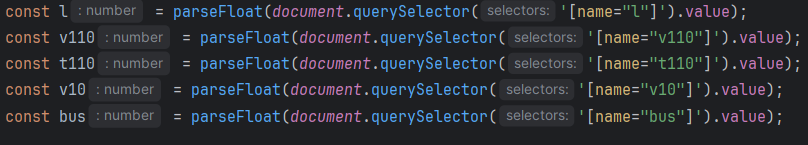 const l : number = parseFloat(document.querySelector( selectors: '[name="l"]').value);
const v110 : number = parseFloat(document.querySelector( selectors: '[name="v110"]').value);
const t110 : number = parseFloat(document.querySelector( selectors: '[name="t110"]').value);
const v10 : number = parseFloat(document.querySelector( selectors: '[name="v10"]').value);
const bus : number = parseFloat(document.querySelector( selectors: '[name="bus"]').value);